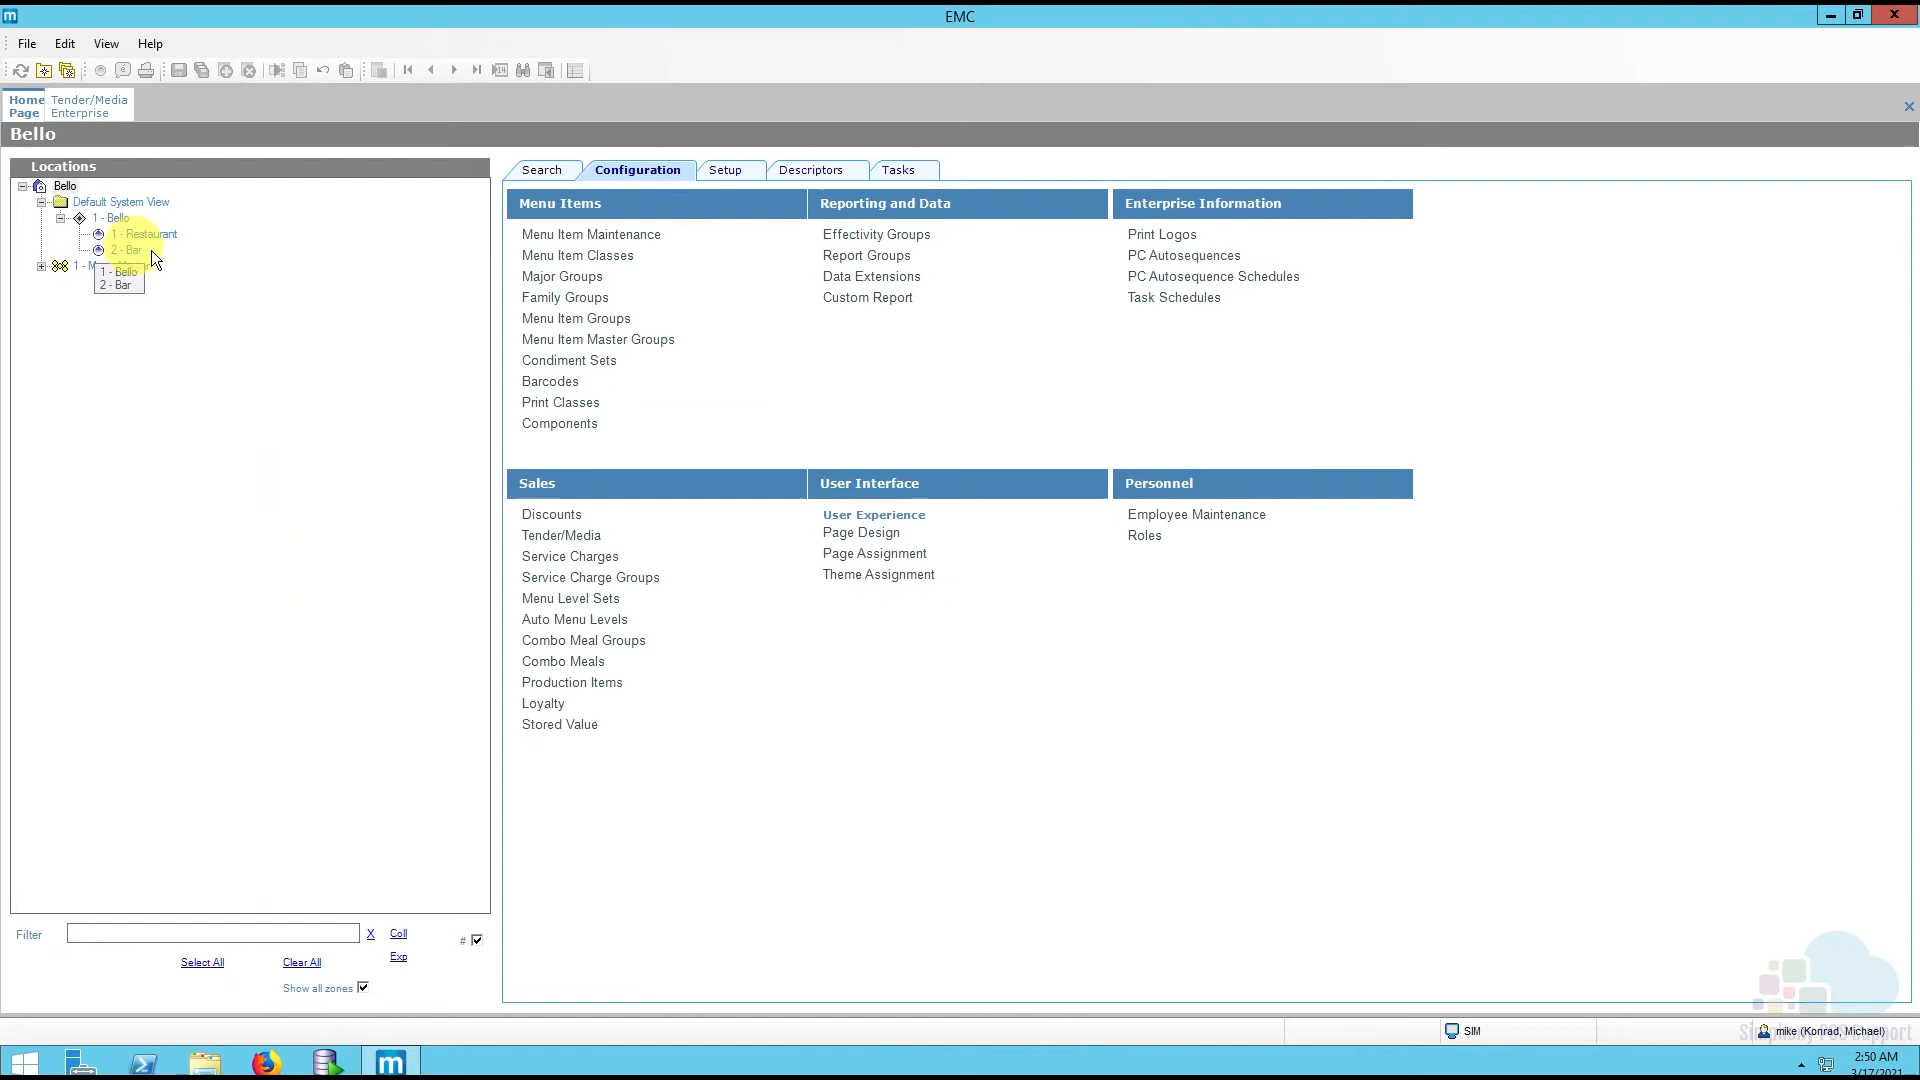 EMC
File Edit View Help
Home Page
Tender/Media Enterprise
Bello
Locations
Bello
Default System View
1 - Bello
1 - Restaurant
2 - Bar
1 - M
1 - Bello
2 - Bar
Filter
X
Coll
Exp
#
Select All
Clear All
Show all zones
Search Configuration Setup Descriptors Tasks
Menu Items
Menu Item Maintenance
Menu Item Classes
Major Groups
Family Groups
Menu Item Groups
Menu Item Master Groups
Condiment Sets
Barcodes
Print Classes
Components
Reporting and Data
Effectivity Groups
Report Groups
Data Extensions
Custom Report
Enterprise Information
Print Logos
PC Autosequences
PC Autosequence Schedules
Task Schedules
Sales
Discounts
Tender/Media
Service Charges
Service Charge Groups
Menu Level Sets
Auto Menu Levels
Combo Meal Groups
Combo Meals
Production Items
Loyalty
Stored Value
User Interface
User Experience
Page Design
Page Assignment
Theme Assignment
Personnel
Employee Maintenance
Roles
SIM
mike (Konrad, Michael)
2:50 AM
3/17/2021